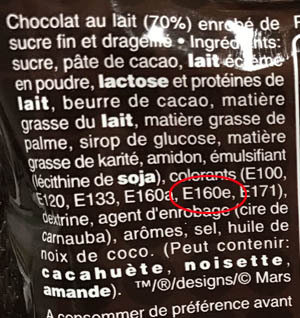 Chocolat au lait (70%) enrobé de
sucre fin et dragéifié • Ingrédients:
sucre, pâte de cacao, lait écrémé
en poudre, lactose et protéines de
lait, beurre de cacao, matière
grasse du lait, matière grasse de
palme, sirop de glucose, matière
grasse de karité, amidon, émulsifiant
(lécithine de soja), colorants (E100,
E120, E133, E160a, E160e, E171),
dextrine, agent d'enrobage (cire de
carnauba), arômes, sel, huile de
noix de coco. (Peut contenir:
cacahuète, noisette,
amande). ™/®/designs/© Mars
A consommer de préférence avant